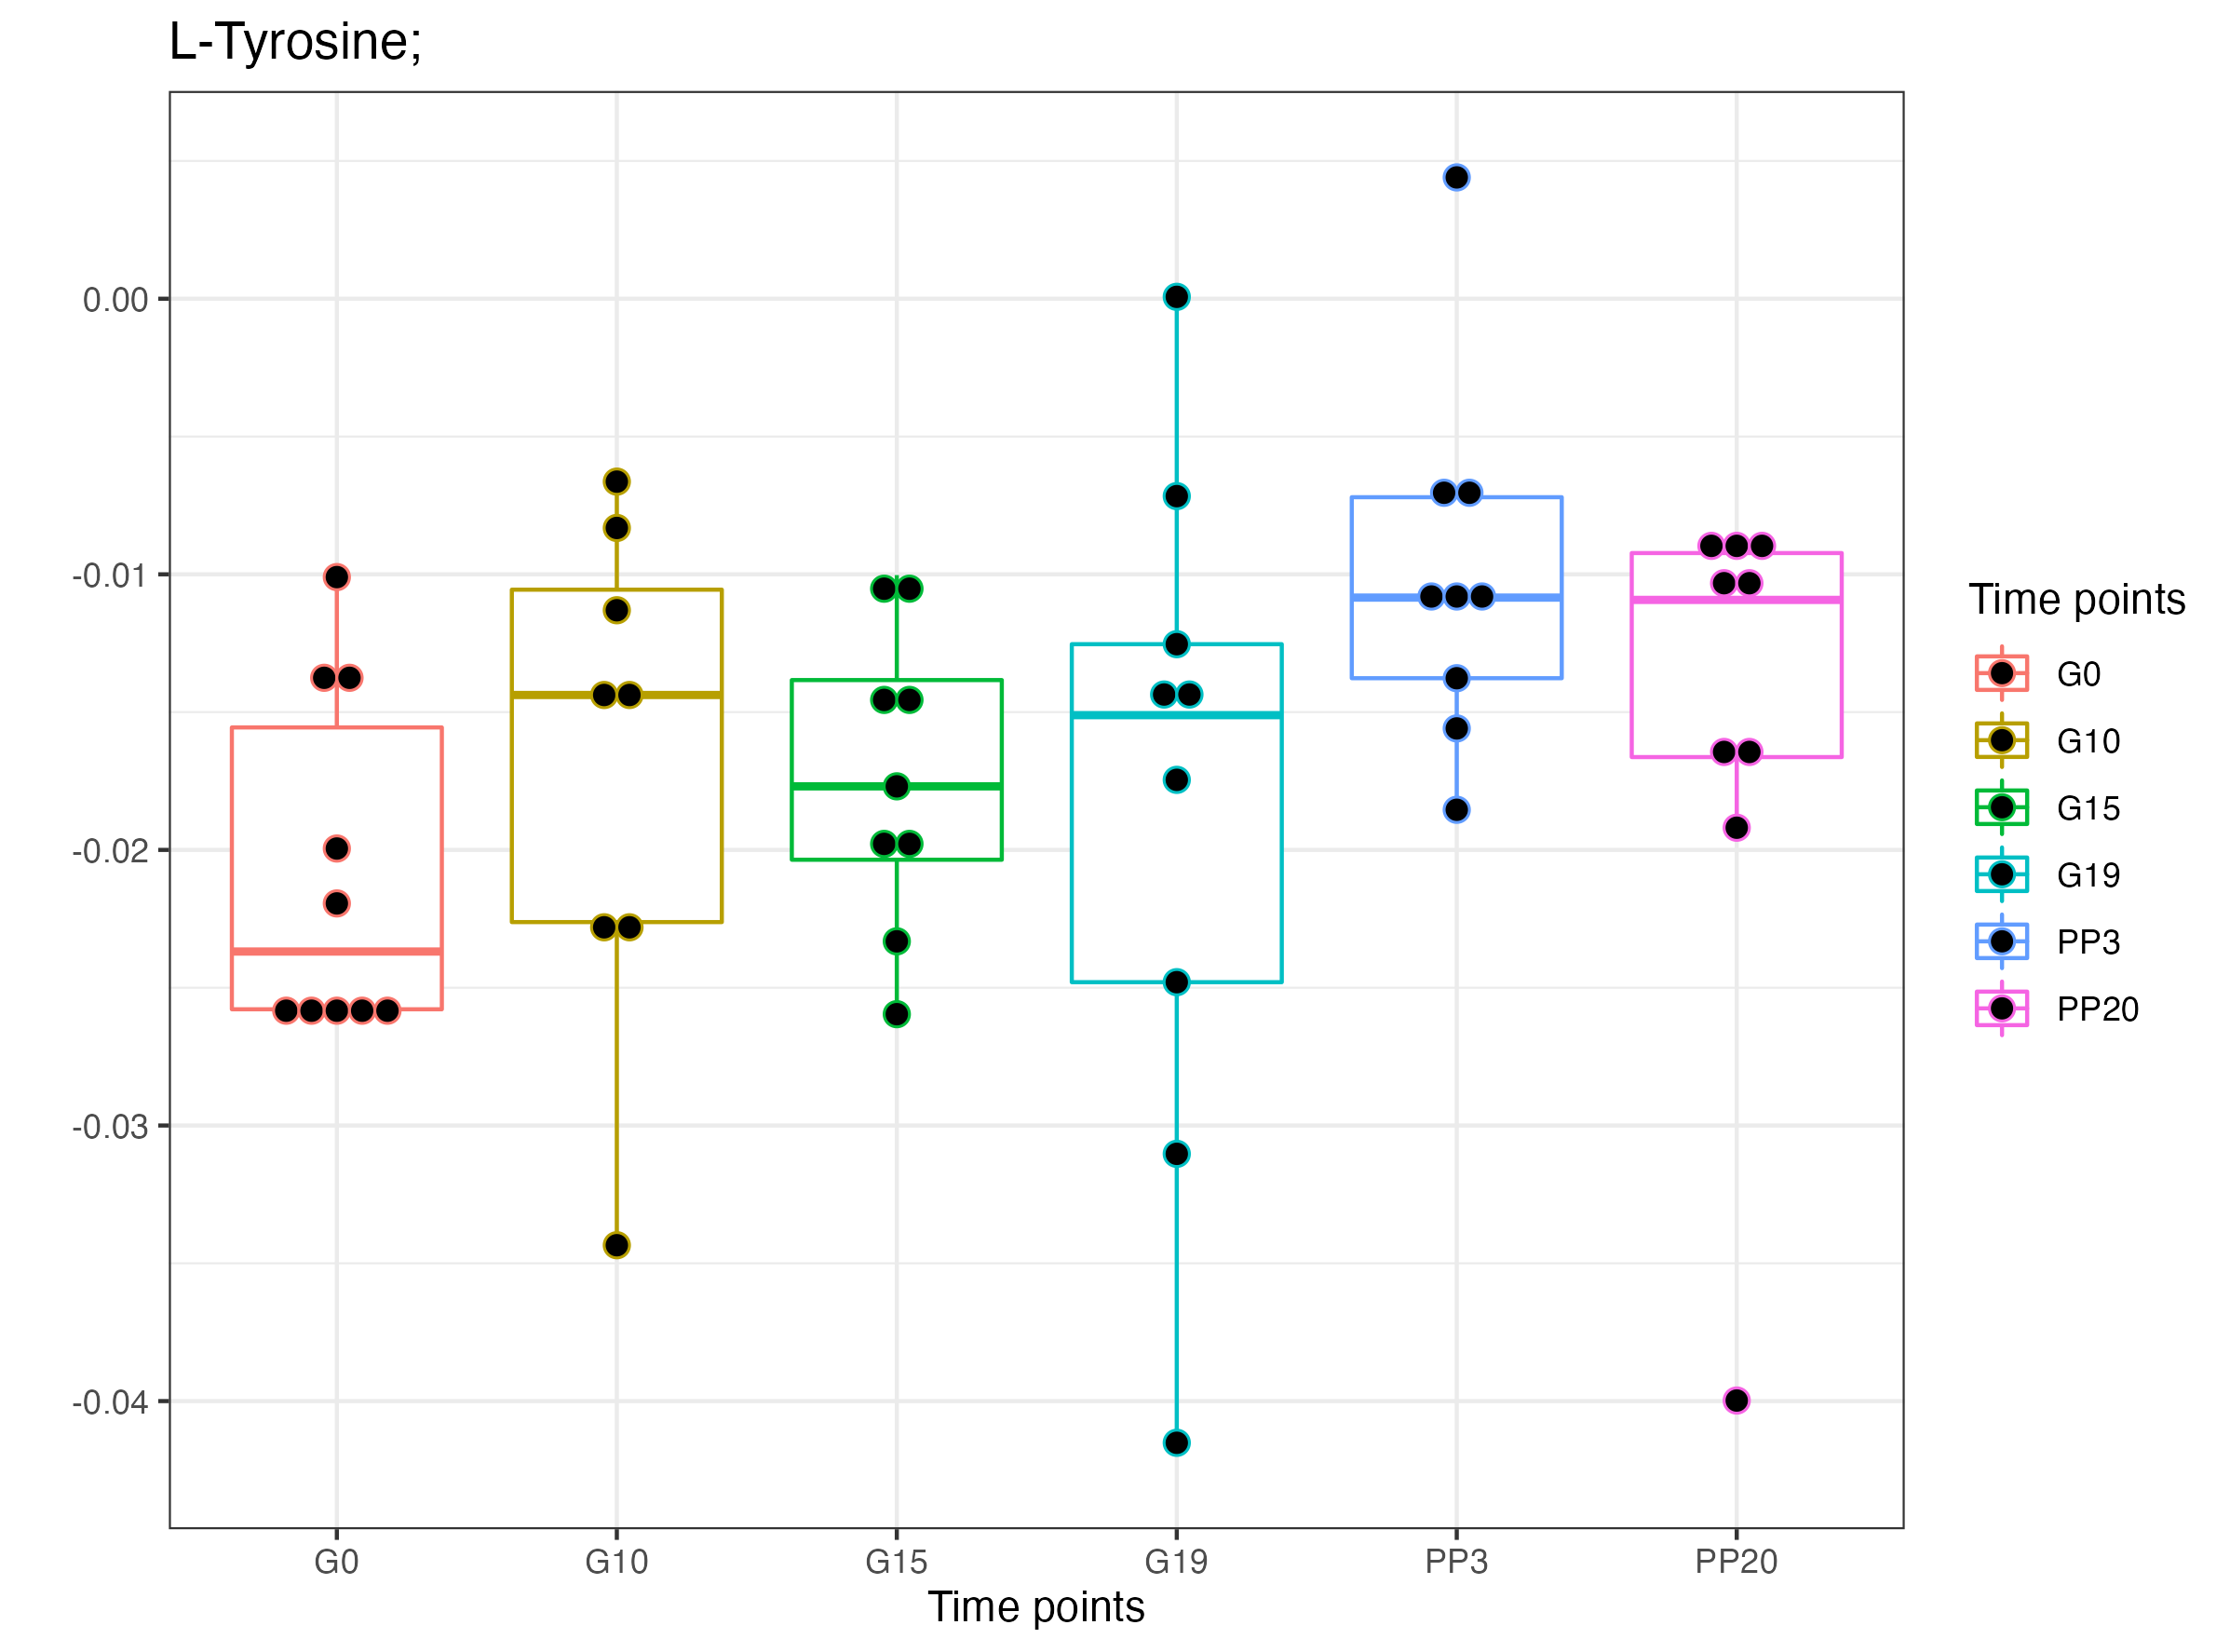 L-Tyrosine;
0.00
-0.01
-0.02
-0.03
-0.04
G0 G10 G15 G19 PP3 PP20
Time points
Time points
G0
G10
G15
G19
PP3
PP20